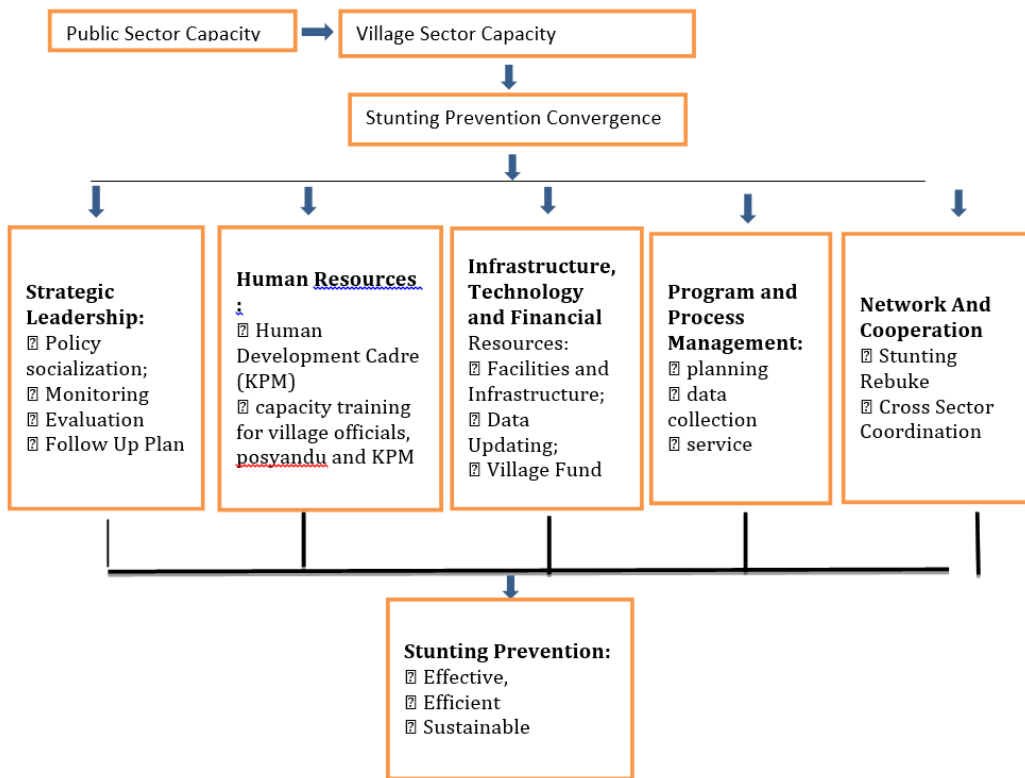 Public Sector Capacity
Village Sector Capacity
Stunting Prevention Convergence
Strategic
Leadership:
⍰ Policy
socialization;
⍰ Monitoring
⍰ Evaluation
⍰ Follow Up Plan
Human Resources
:
⍰ Human
Development Cadre
(KPM)
⍰ capacity training
for village officials,
posyandu and KPM
Infrastructure,
Technology
and Financial
Resources:
⍰ Facilities and
Infrastructure;
⍰ Data
Updating;
⍰ Village Fund
Program and
Process
Management:
⍰ planning
⍰ data
collection
⍰ service
Network And
Cooperation
⍰ Stunting
Rebuke
⍰ Cross Sector
Coordination
Stunting Prevention:
⍰ Effective,
⍰ Efficient
⍰ Sustainable